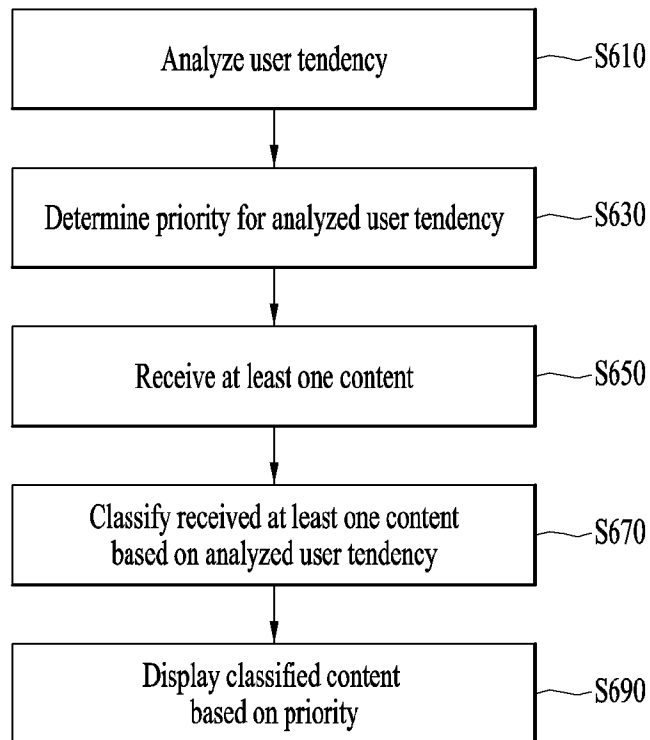 Analyze user tendency
S610
Determine priority for analyzed user tendency
S630
Receive at least one content
S650
Classify received at least one content
based on analyzed user tendency
S670
Display classified content
based on priority
S690